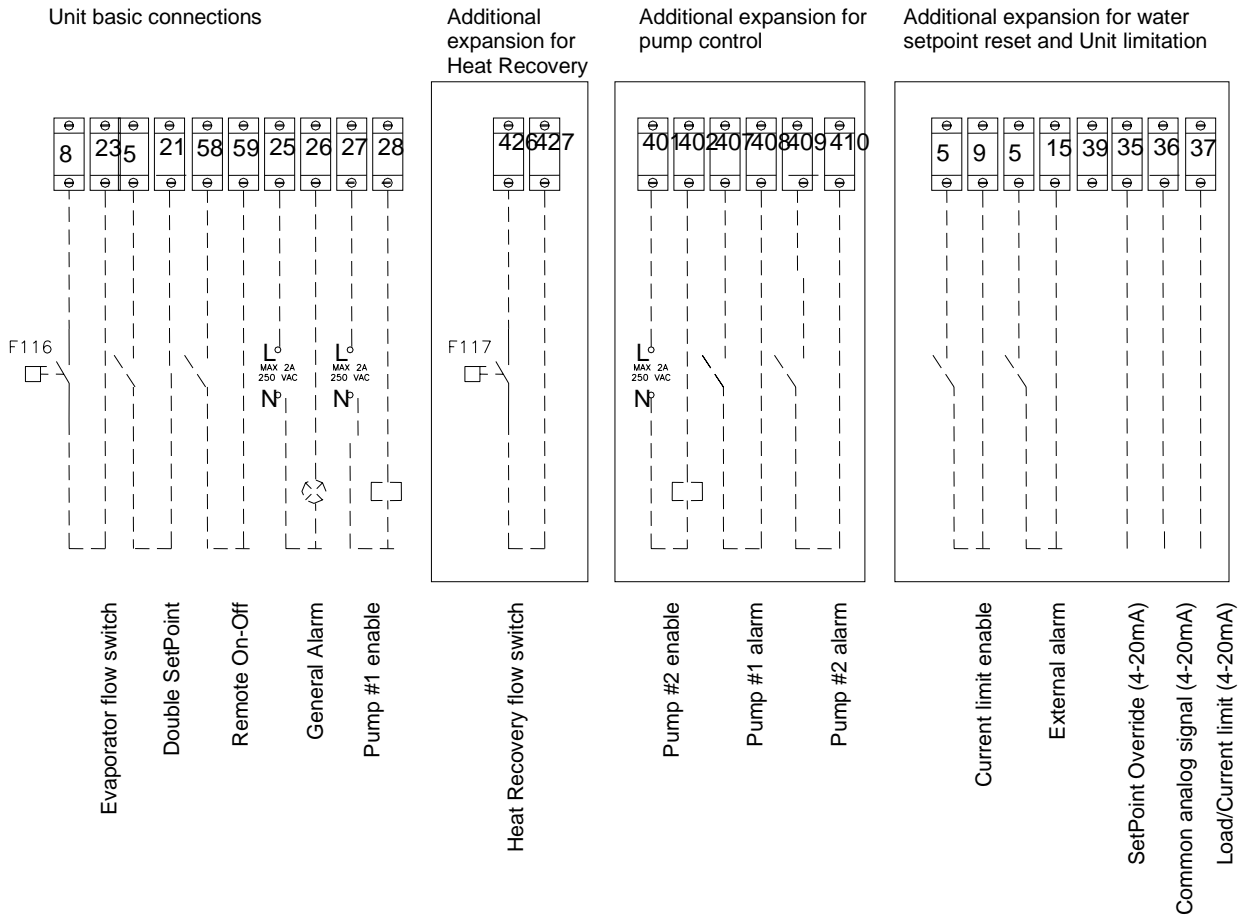 Unit basic connections
Additional
expansion for
Heat Recovery
Additional expansion for
pump control
Additional expansion for water
setpoint reset and Unit limitation
8 23 5 21 58 59 25 26 27 28
426 427
401 402 407 408 409 410
5 9 5 15 39 35 36 37
F116
L
MAX 2A
250 VAC
N
L
MAX 2A
250 VAC
N
F117
L
MAX 2A
250 VAC
N
Evaporator flow switch
Double SetPoint
Remote On-Off
General Alarm
Pump #1 enable
Heat Recovery flow switch
Pump #2 enable
Pump #1 alarm
Pump #2 alarm
Current limit enable
External alarm
SetPoint Override (4-20mA)
Common analog signal (4-20mA)
Load/Current limit (4-20mA)